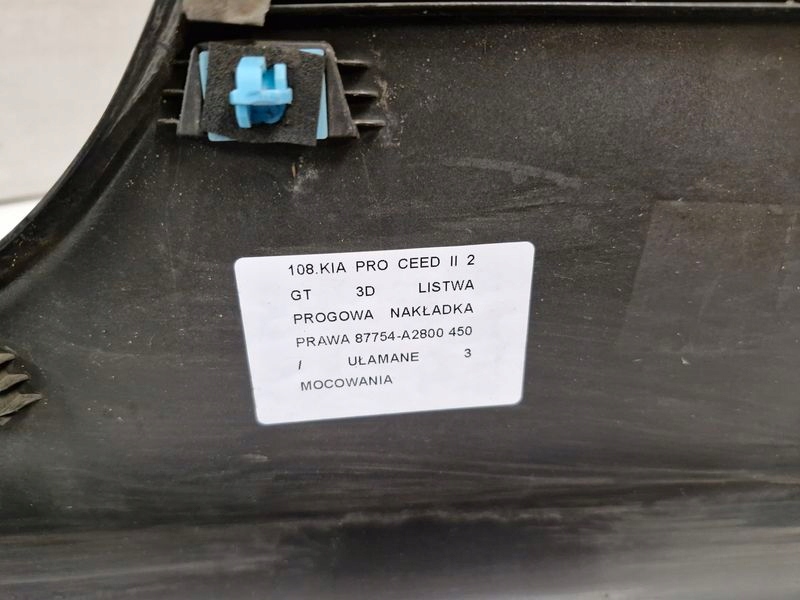 108.KIA PRO CEED II 2
GT 3D LISTWA
PROGOWA NAKŁADKA
PRAWA 87754-A2800 450
/ UŁAMANE 3
MOCOWANIA